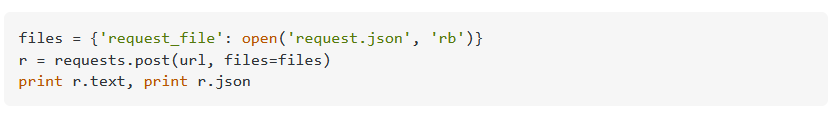 files = {'request_file': open('request.json', 'rb')}
r = requests.post(url, files=files)
print r.text, print r.json